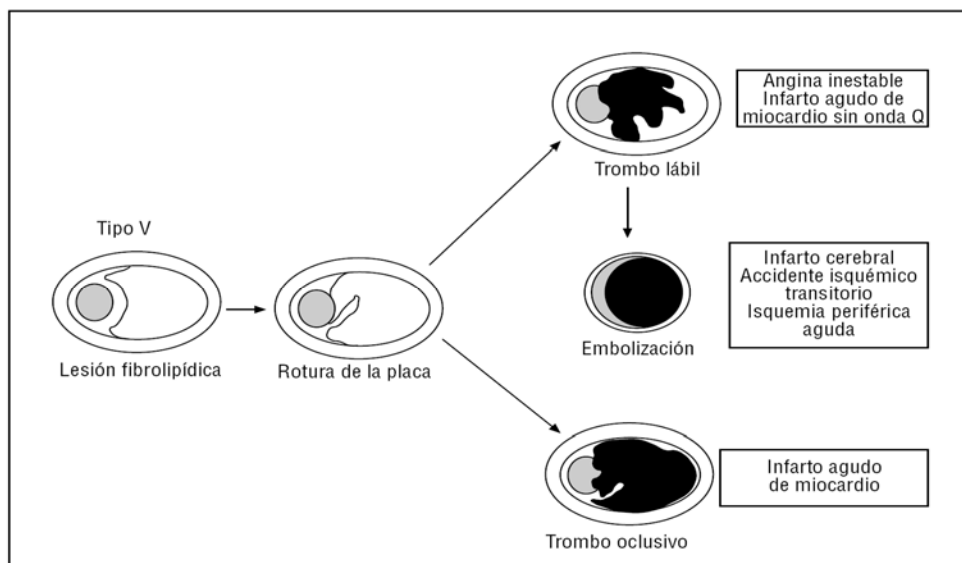 Tipo V
Lesión fibrolipídica
Rotura de la placa
Trombo lábil
Angina inestable
Infarto agudo de
miocardio sin onda Q
Embolización
Infarto cerebral
Accidente isquémico
transitorio
Isquemia periférica
aguda
Trombo oclusivo
Infarto agudo
de miocardio